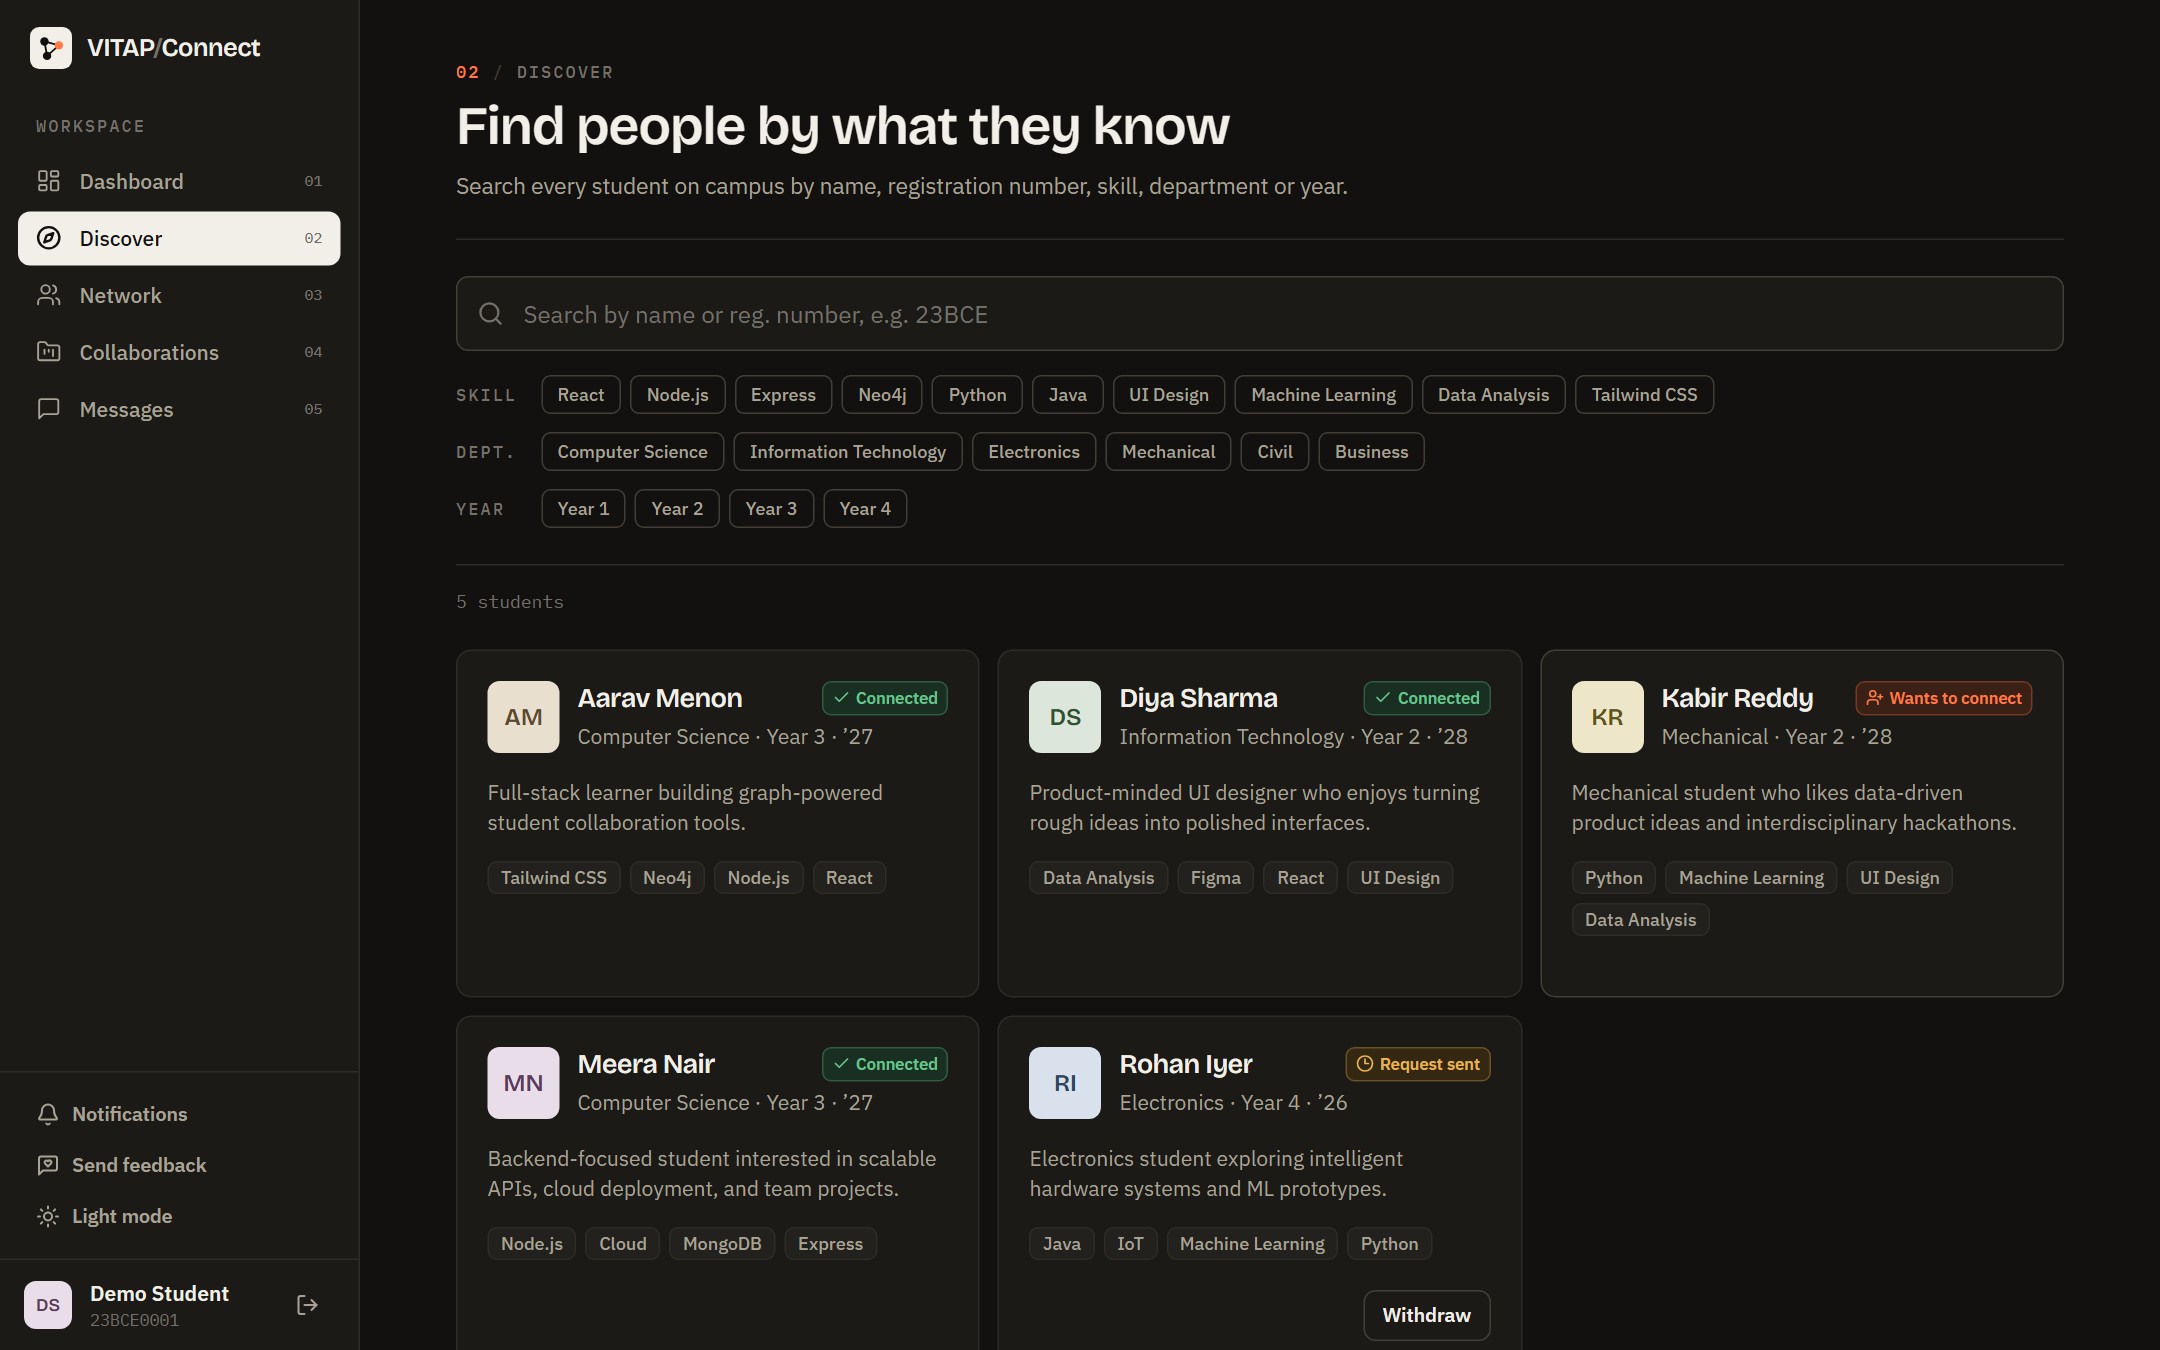 VITAP/Connect
WORKSPACE
Dashboard 01
Discover 02
Network 03
Collaborations 04
Messages 05
Notifications
Send feedback
Light mode
DS
Demo Student
23BCE0001
02 / DISCOVER
Find people by what they know
Search every student on campus by name, registration number, skill, department or year.
Search by name or reg. number, e.g. 23BCE
SKILL React Node.js Express Neo4j Python Java UI Design Machine Learning Data Analysis Tailwind CSS
DEPT. Computer Science Information Technology Electronics Mechanical Civil Business
YEAR Year 1 Year 2 Year 3 Year 4
5 students
AM
Aarav Menon
Connected
Computer Science · Year 3 · ’27
Full-stack learner building graph-powered
student collaboration tools.
Tailwind CSS Neo4j Node.js React
DS
Diya Sharma
Connected
Information Technology · Year 2 · ’28
Product-minded UI designer who enjoys turning
rough ideas into polished interfaces.
Data Analysis Figma React UI Design
KR
Kabir Reddy
Wants to connect
Mechanical · Year 2 · ’28
Mechanical student who likes data-driven
product ideas and interdisciplinary hackathons.
Python Machine Learning UI Design
Data Analysis
MN
Meera Nair
Connected
Computer Science · Year 3 · ’27
Backend-focused student interested in scalable
APIs, cloud deployment, and team projects.
Node.js Cloud MongoDB Express
RI
Rohan Iyer
Request sent
Electronics · Year 4 · ’26
Electronics student exploring intelligent
hardware systems and ML prototypes.
Java IoT Machine Learning Python
Withdraw